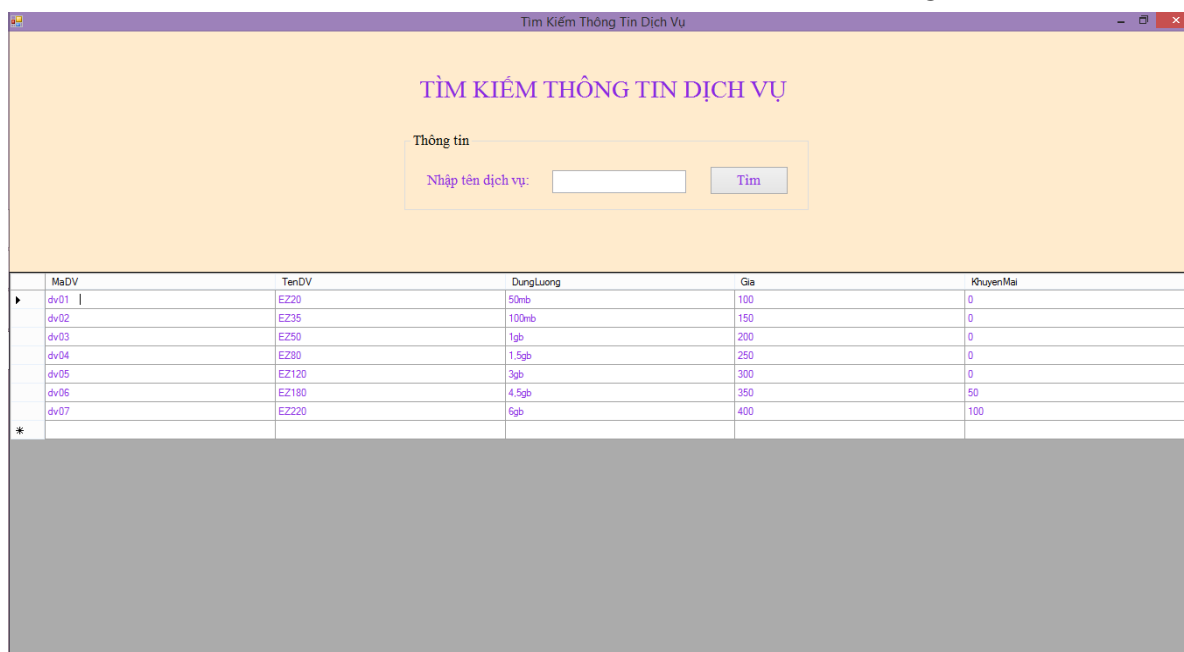 Tìm Kiếm Thông Tin Dịch Vụ
TÌM KIẾM THÔNG TIN DỊCH VỤ
Thông tin
Nhập tên dịch vụ: Tìm
MaDV TenDV DungLuong Gia KhuyenMai
dv01 EZ20 50mb 100 0
dv02 EZ35 100mb 150 0
dv03 EZ50 1gb 200 0
dv04 EZ80 1,5gb 250 0
dv05 EZ120 3gb 300 0
dv06 EZ180 4,5gb 350 50
dv07 EZ220 6gb 400 100